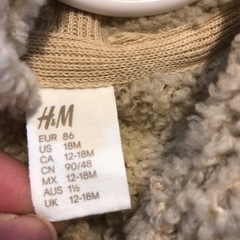 H&M
EUR 86
US 18M
CA 12-18M
CN 90/48
MX 12-18M
AUS 1½
UK 12-18M